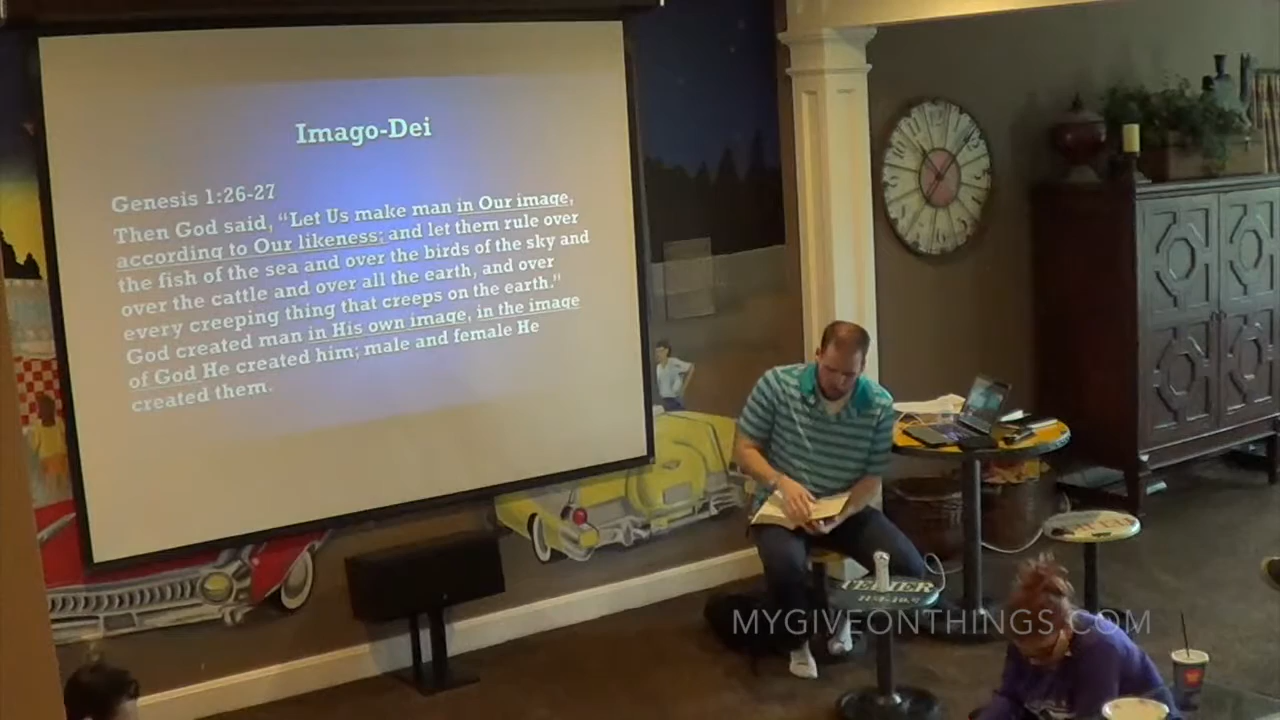 Imago-Dei
Genesis 1:26-27
Then God said, “Let Us make man in Our image,
according to Our likeness; and let them rule over
the fish of the sea and over the birds of the sky and
over the cattle and over all the earth, and over
every creeping thing that creeps on the earth.”
God created man in His own image, in the image
of God He created him; male and female He
created them.
MYGIVEONTHINGS.COM